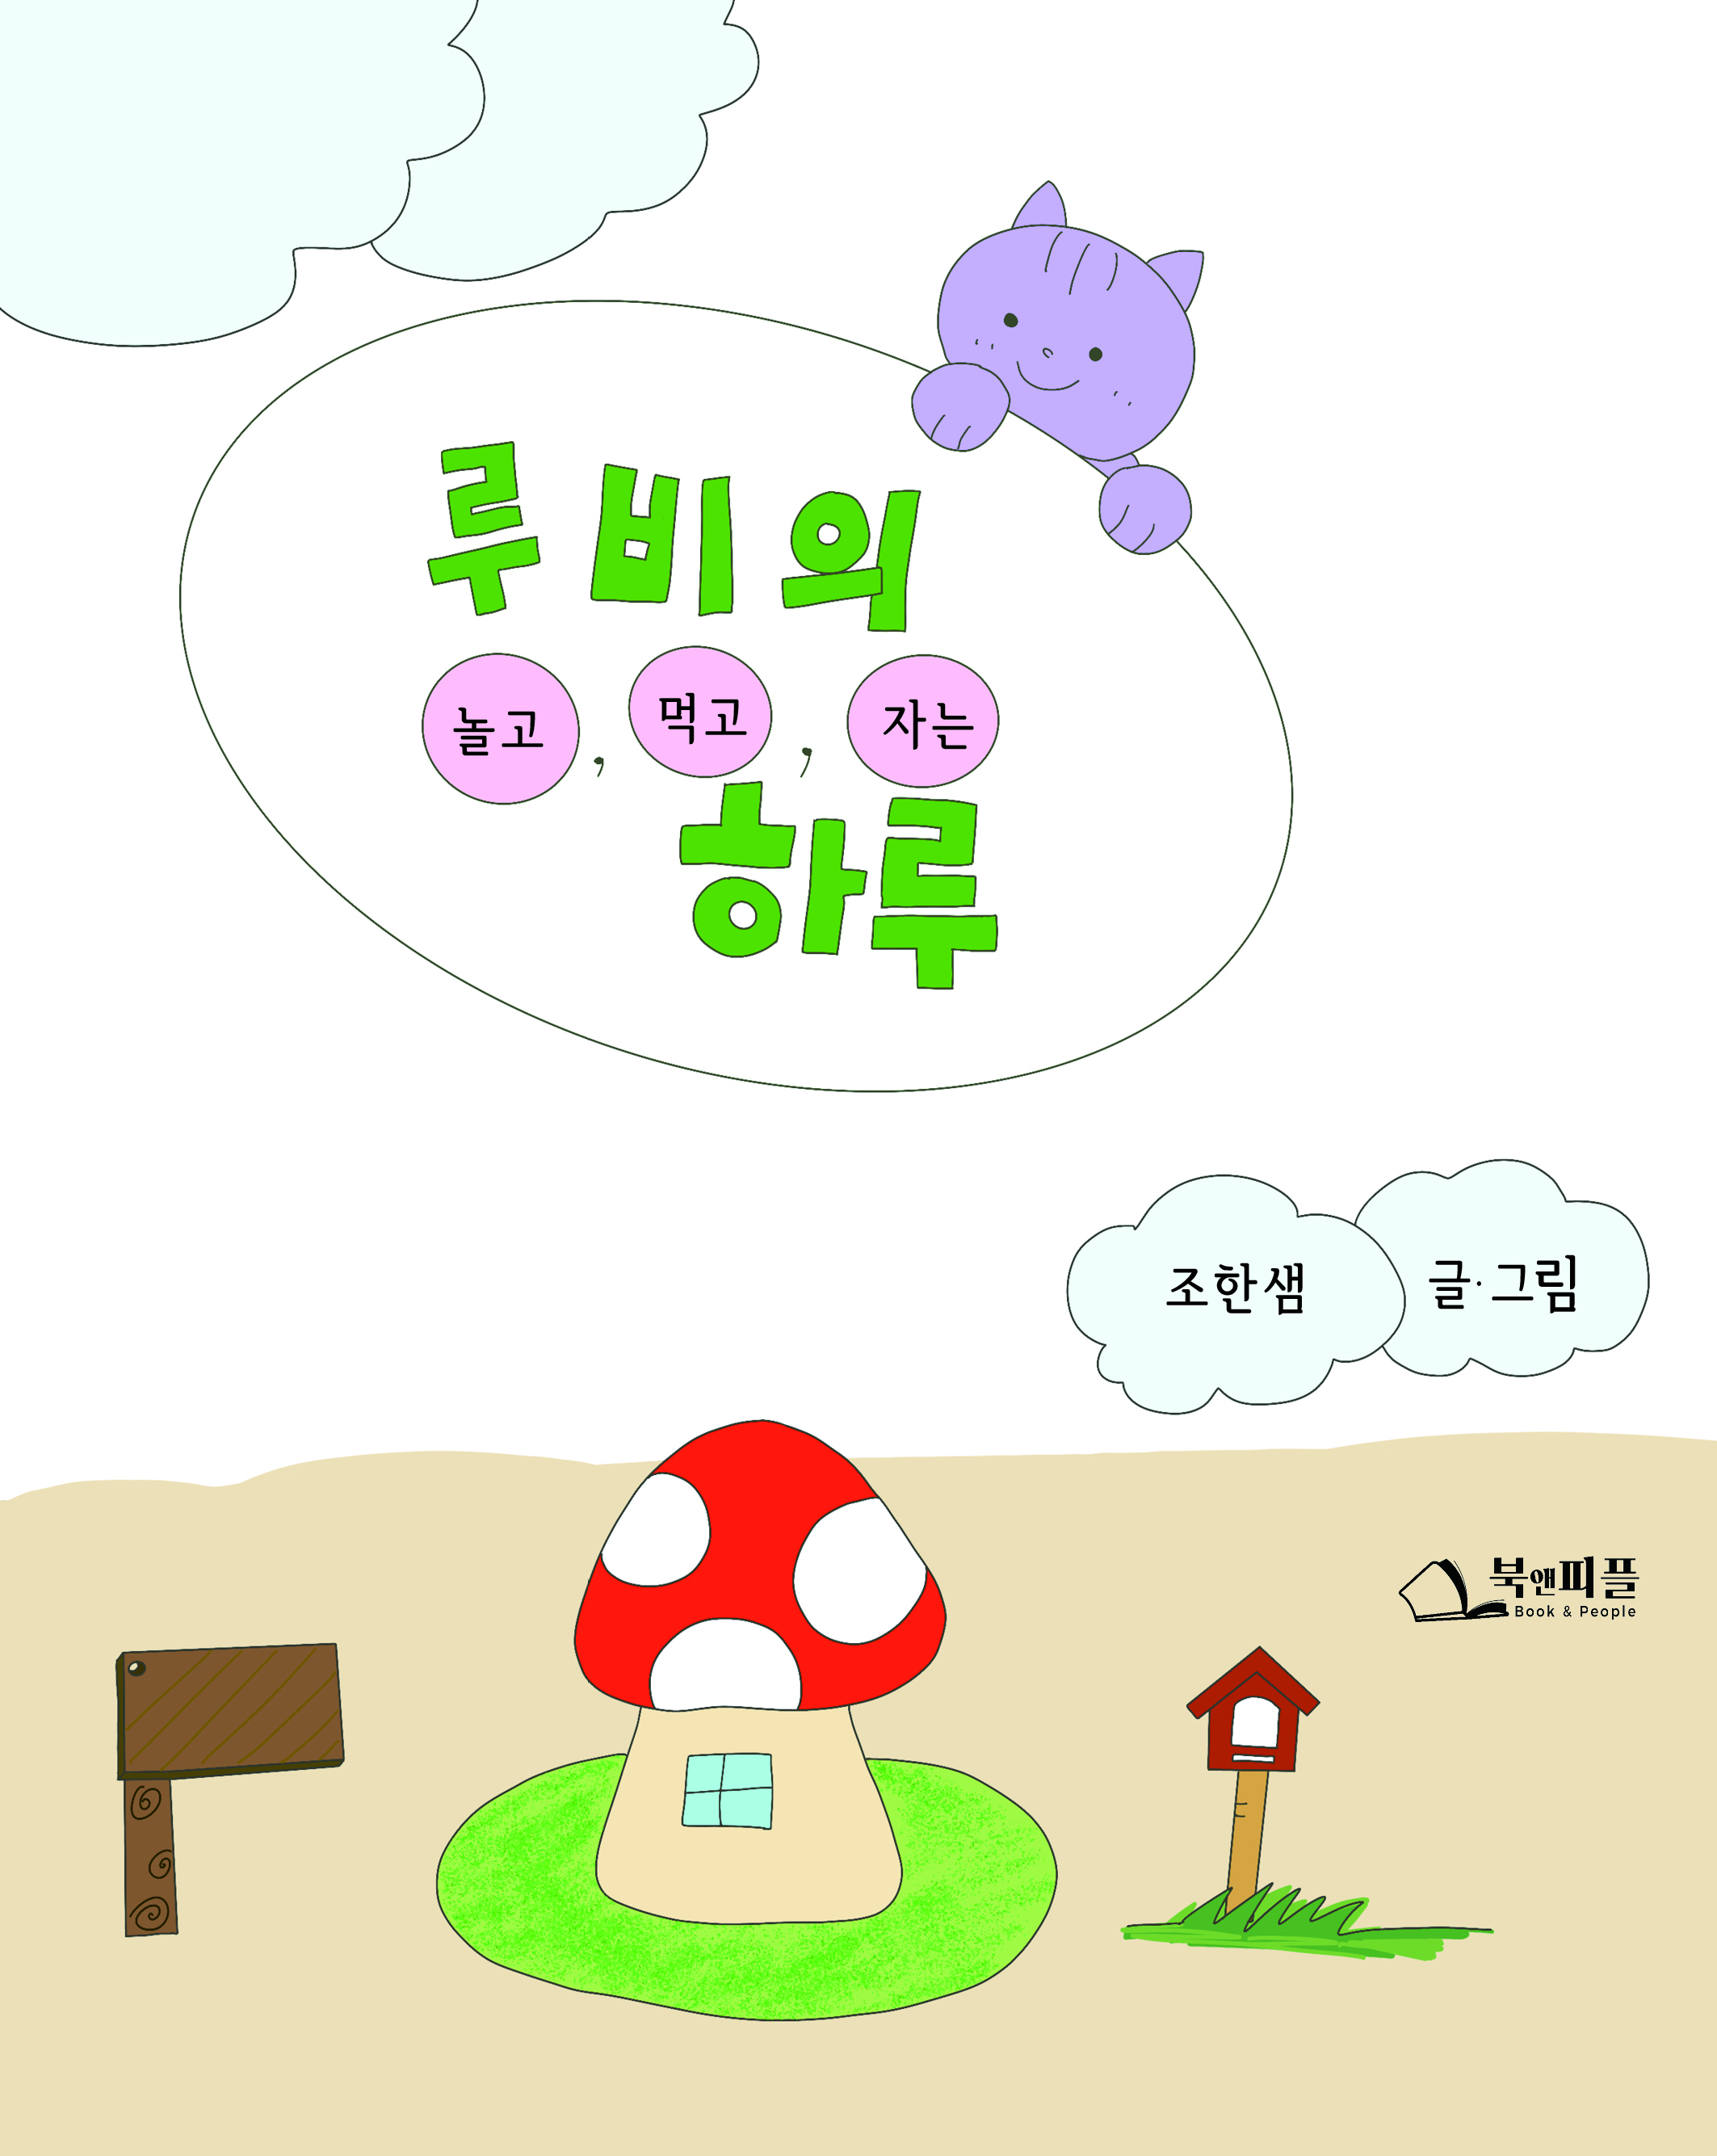 루비의
놀고, 먹고, 자는
하루
조한샘 글·그림
북앤피플
Book & People